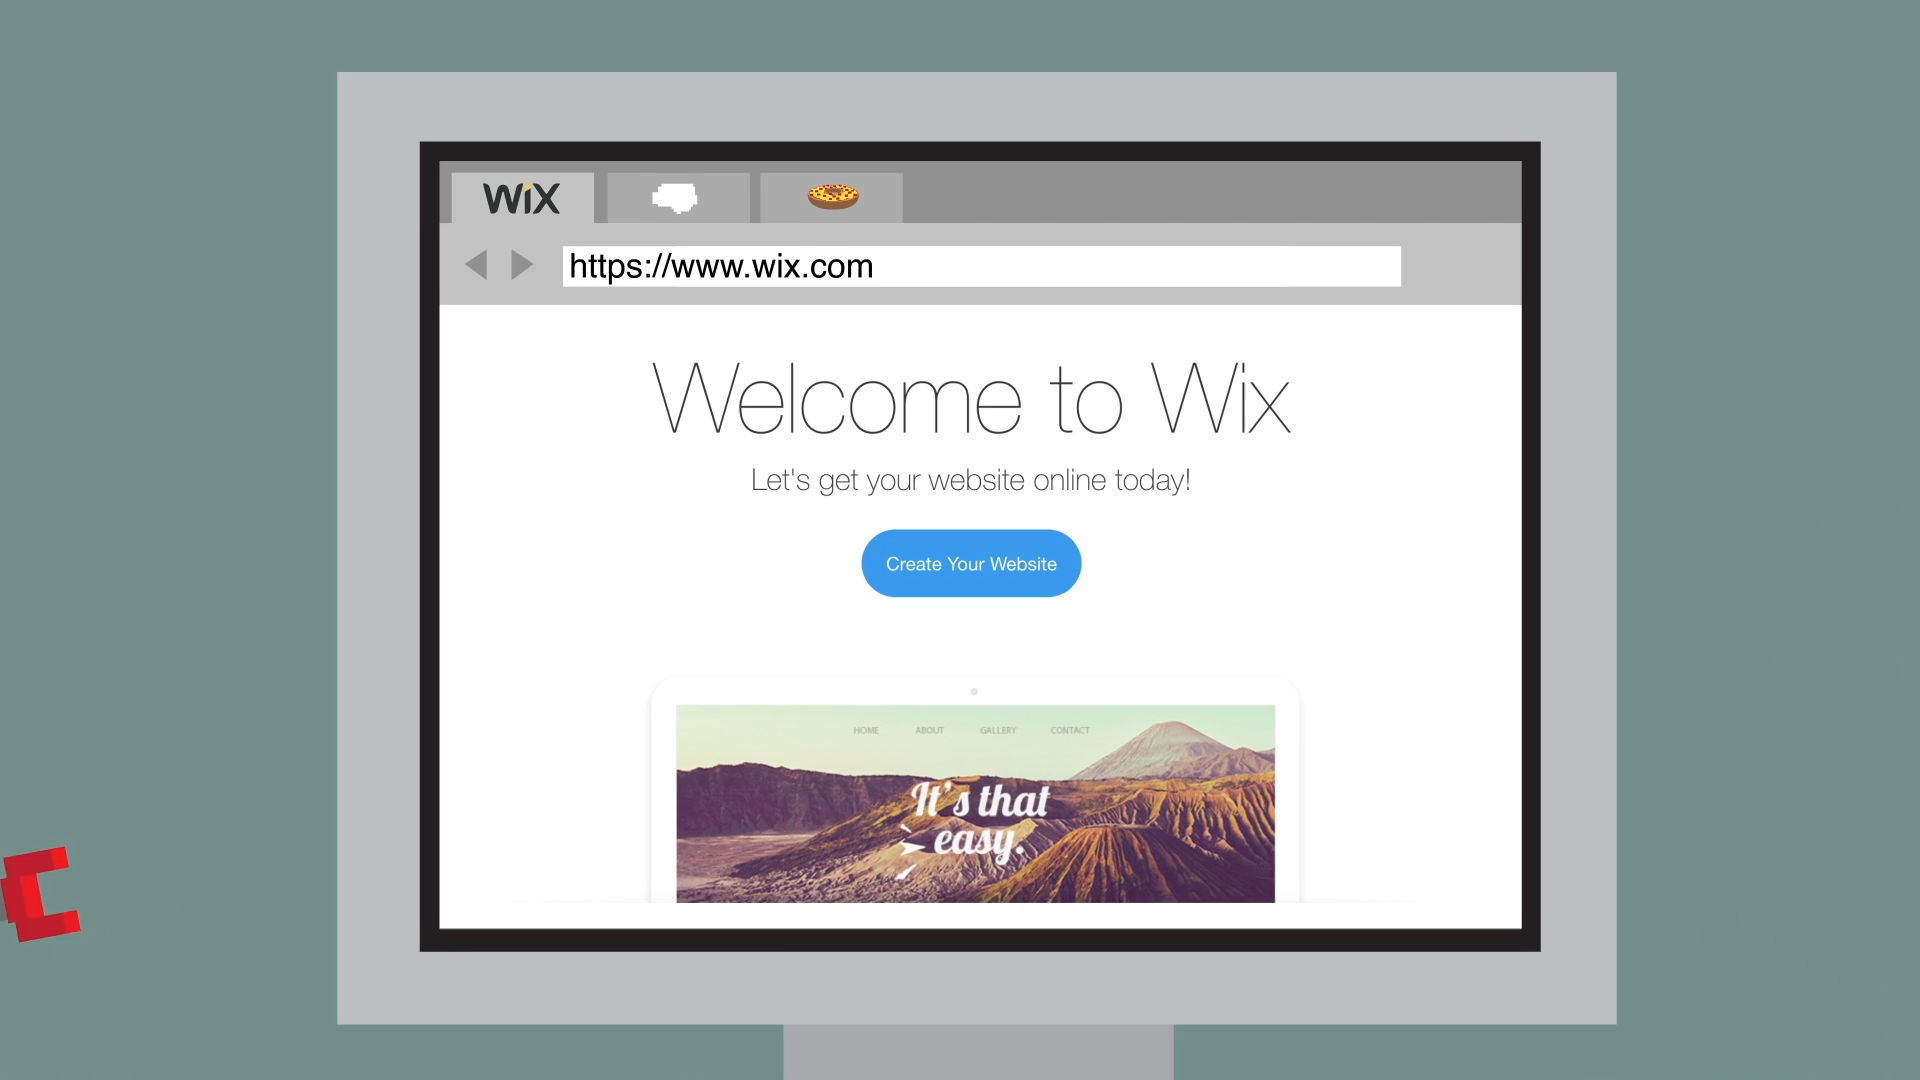 WiX
https://www.wix.com
Welcome to Wix
Let's get your website online today!
Create Your Website
HOME ABOUT GALLERY CONTACT
It's that
easy.